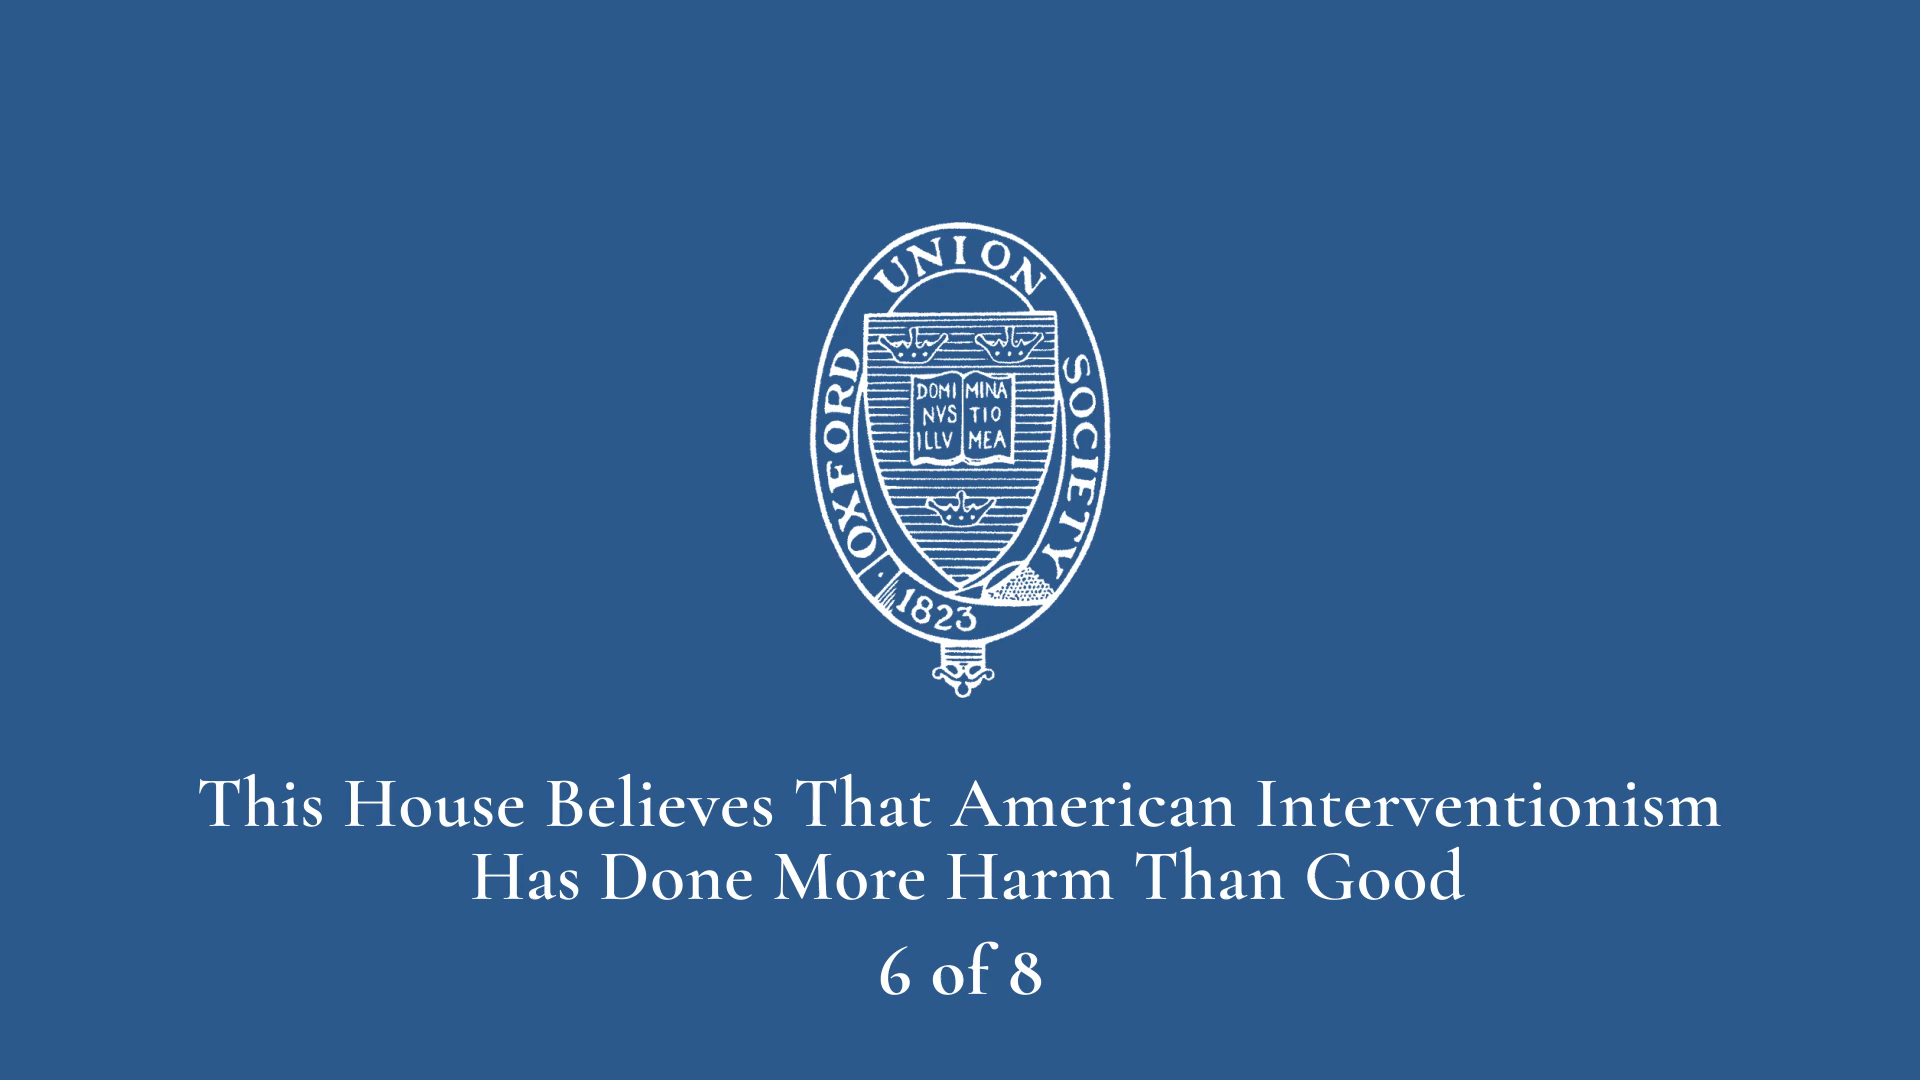 OXFORD UNION SOCIETY
DOMI MINA
NVS TIO
ILLV MEA
1823
This House Believes That American Interventionism
Has Done More Harm Than Good
6 of 8